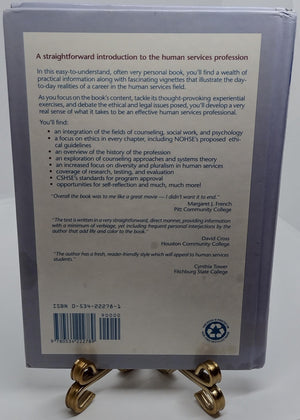 A straightforward introduction to the human services profession
In this easy-to-understand, often very personal book, you'll find a wealth of
practical information along with fascinating vignettes that illustrate the day-
to-day realities of a career in the human services field.
As you focus on the book's content, tackle its thought-provoking experiential
exercises, and debate the ethical and legal issues posed, you'll develop a very
real sense of what it takes to be an effective human services professional.
You'll find:
• an integration of the fields of counseling, social work, and psychology
• a focus on ethics in every chapter, including NOHSE's proposed ethi-
cal guidelines
• an overview of the history of the profession
• an exploration of counseling approaches and systems theory
• an increased focus on diversity and pluralism in human services
• coverage of research, testing, and evaluation
• CSHSE's standards for program approval
• opportunities for self-reflection and much, much more!
"Overall the book was to me like a great movie — I didn't want it to end."
Margaret J. French
Pitt Community College
"The text is written in a very straightforward, direct manner, providing information
with a minimum of verbiage, yet including frequent personal interjections by the
author that add life and color to the book."
David Cross
Houston Community College
"The author has a fresh, reader-friendly style which will appeal to human services
students."
Cynthia Tower
Fitchburg State College
ISBN 0-534-22278-1
90000
9 780534 222789